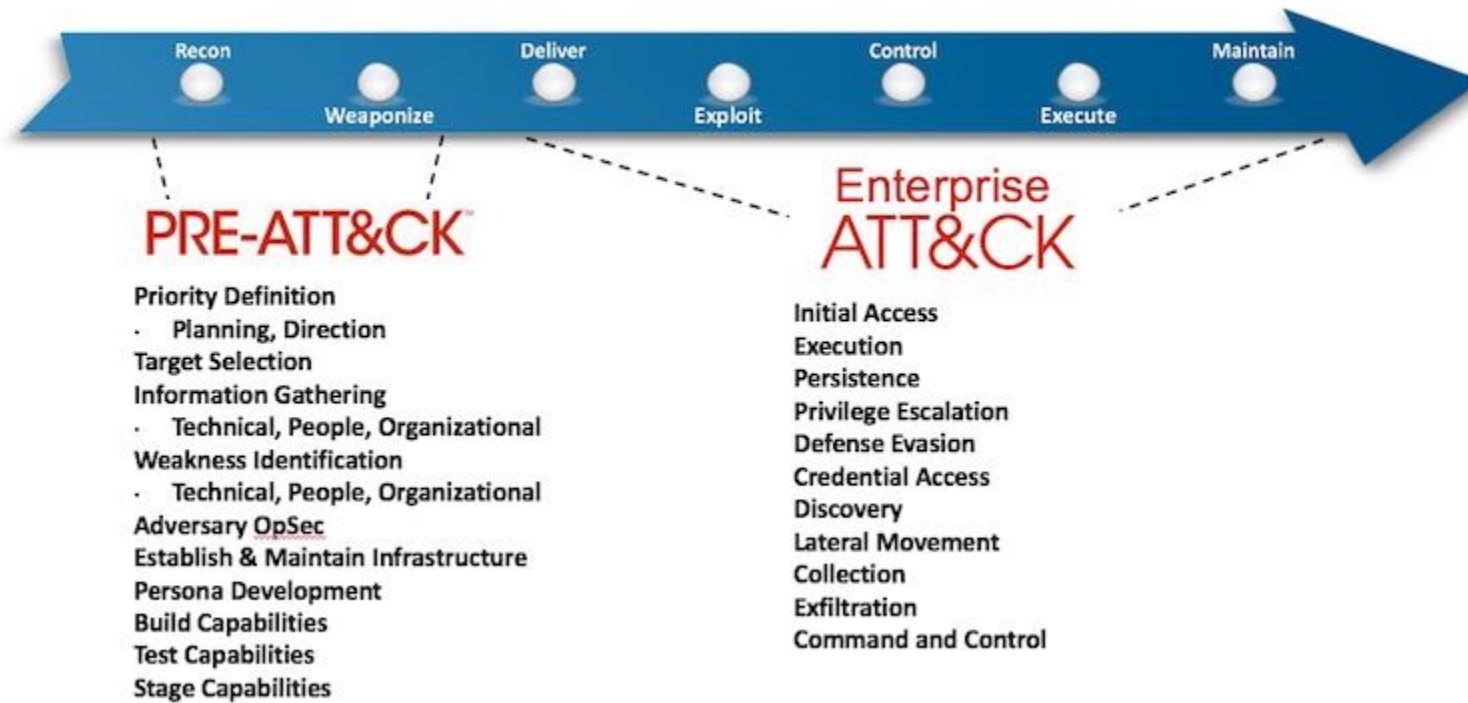 Recon
Weaponize
Deliver
Exploit
Control
Execute
Maintain
PRE-ATT&CK™
Priority Definition
· Planning, Direction
Target Selection
Information Gathering
· Technical, People, Organizational
Weakness Identification
· Technical, People, Organizational
Adversary OpSec
Establish & Maintain Infrastructure
Persona Development
Build Capabilities
Test Capabilities
Stage Capabilities
Enterprise
ATT&CK
Initial Access
Execution
Persistence
Privilege Escalation
Defense Evasion
Credential Access
Discovery
Lateral Movement
Collection
Exfiltration
Command and Control